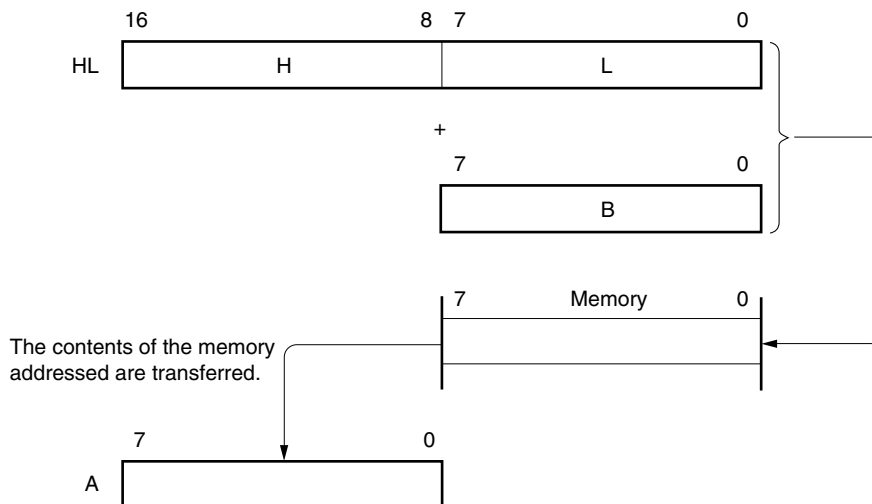 16 8 7 0
HL H L
+
7 0
B
7 Memory 0
The contents of the memory
addressed are transferred.
7 0
A